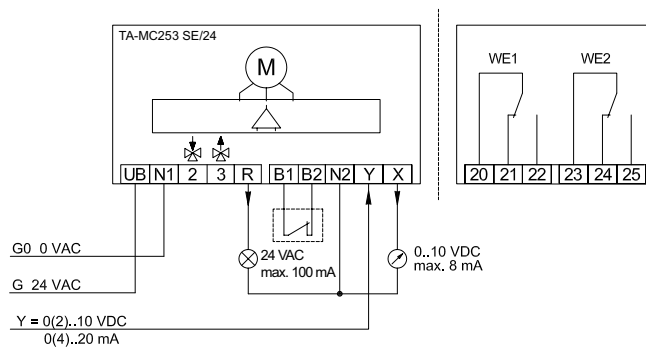 TA-MC253 SE/24
M
UB N1 2 3 R B1 B2 N2 Y X
WE1 WE2
20 21 22 23 24 25
G0 0 VAC
G 24 VAC
24 VAC
max. 100 mA
0..10 VDC
max. 8 mA
Y = 0(2)..10 VDC
0(4)..20 mA